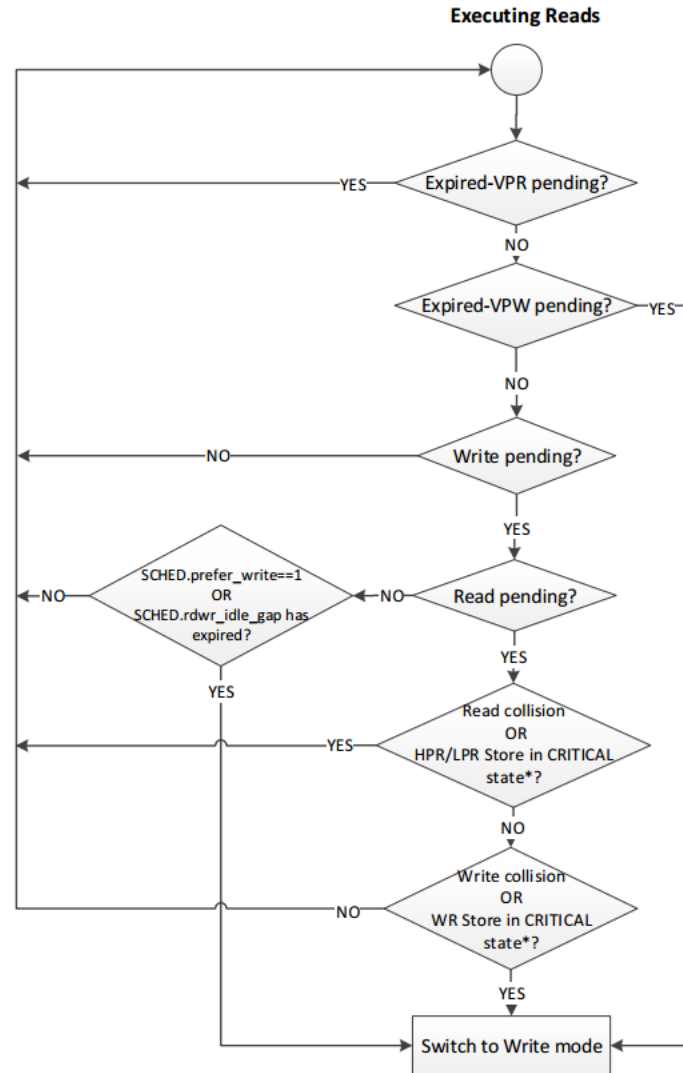 Executing Reads
Expired-VPR pending?
YES
NO
Expired-VPW pending?
YES
NO
Write pending?
NO
YES
SCHED.prefer_write==1
OR
SCHED.rdwr_idle_gap has
expired?
NO
NO
Read pending?
YES
YES
Read collision
OR
HPR/LPR Store in CRITICAL
state*?
YES
NO
Write collision
OR
WR Store in CRITICAL
state*?
NO
YES
Switch to Write mode